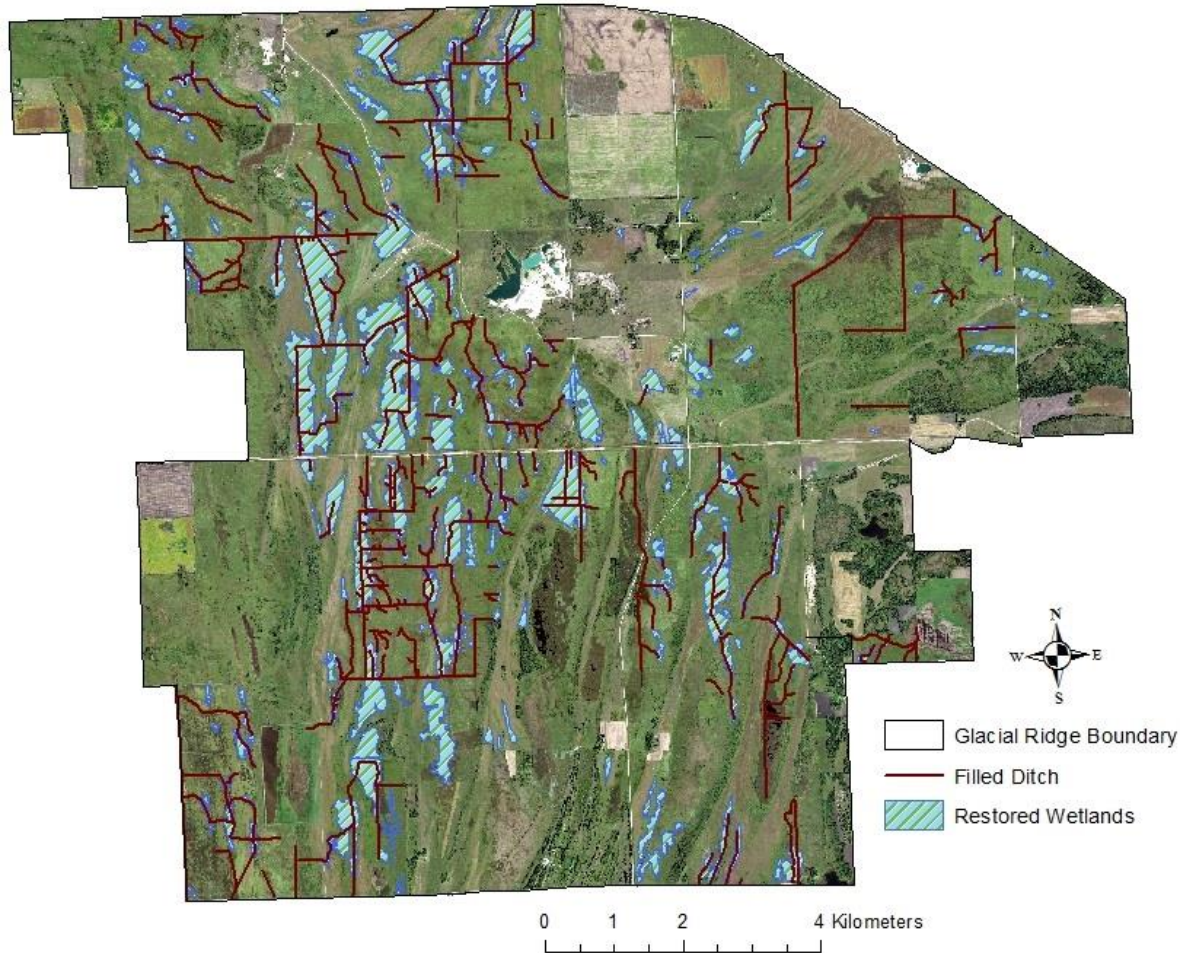 N
W E
S
Glacial Ridge Boundary
Filled Ditch
Restored Wetlands
0 1 2 4 Kilometers